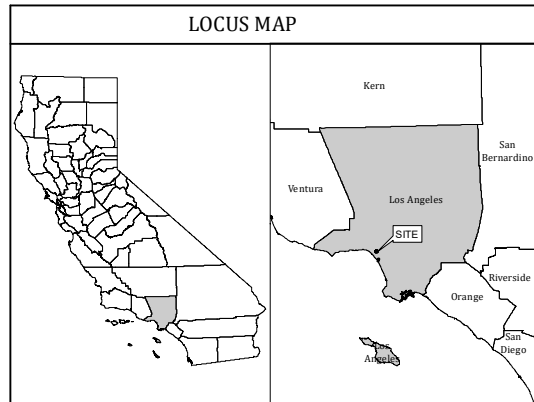 LOCUS MAP
Kern
San
Bernardino
Ventura
Los Angeles
SITE
Riverside
Orange
San
Diego
Los
Angeles